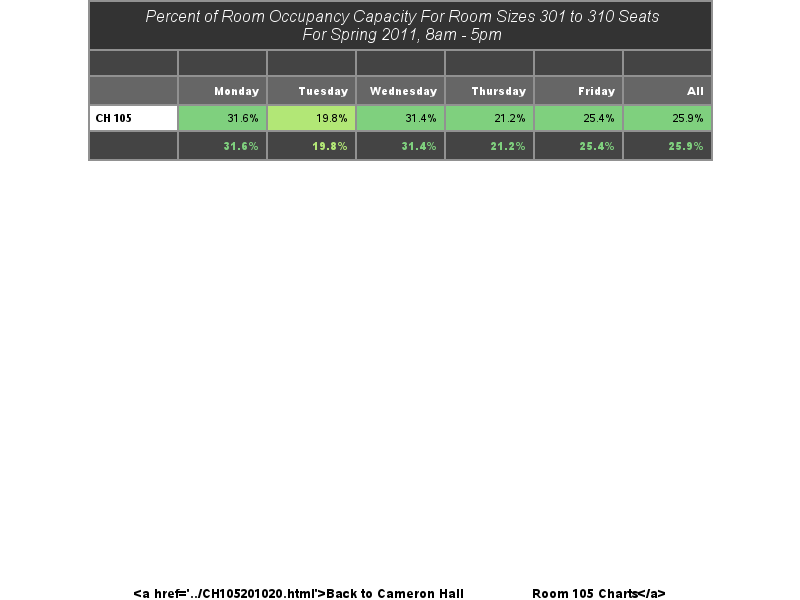 Percent of Room Occupancy Capacity For Room Sizes 301 to 310 Seats
For Spring 2011, 8am - 5pm
Monday Tuesday Wednesday Thursday Friday All
CH 105 31.6% 19.8% 31.4% 21.2% 25.4% 25.9%
31.6% 19.8% 31.4% 21.2% 25.4% 25.9%
<a href='../CH105201020.html'>Back to Cameron Hall Room 105 Charts</a>